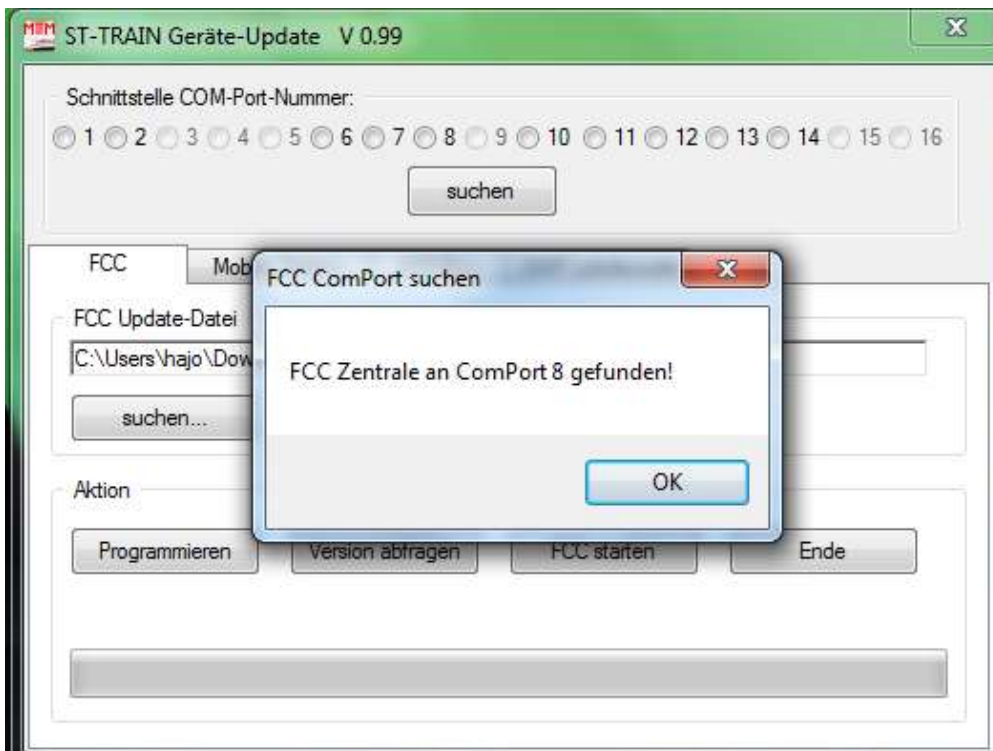 MEM ST-TRAIN Geräte-Update V 0.99
Schnittstelle COM-Port-Nummer:
1 2 3 4 5 6 7 8 9 10 11 12 13 14 15 16
suchen
FCC Mob
FCC ComPort suchen
FCC Update-Datei
C:\Users\hajo\Dow
FCC Zentrale an ComPort 8 gefunden!
suchen...
OK
Aktion
Programmieren Version abfragen FCC starten Ende